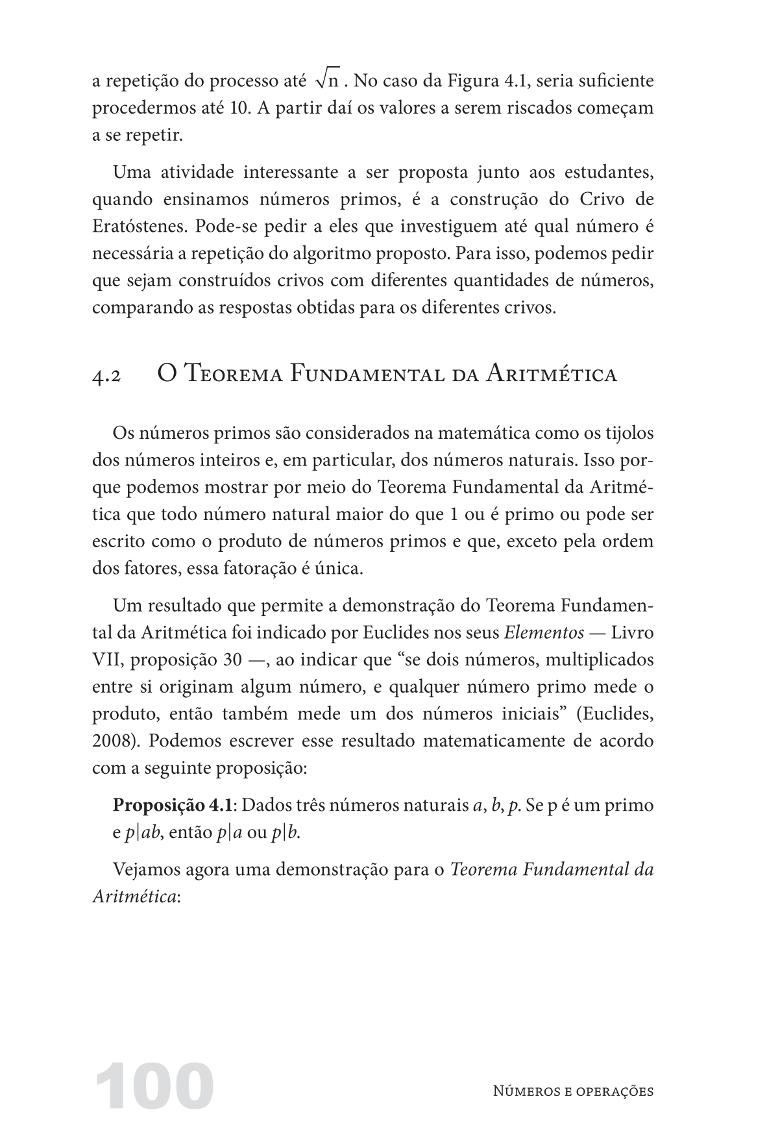 a repetição do processo até √n . No caso da Figura 4.1, seria suficiente
procedermos até 10. A partir daí os valores a serem riscados começam
a se repetir.
Uma atividade interessante a ser proposta junto aos estudantes,
quando ensinamos números primos, é a construção do Crivo de
Eratóstenes. Pode-se pedir a eles que investiguem até qual número é
necessária a repetição do algoritmo proposto. Para isso, podemos pedir
que sejam construídos crivos com diferentes quantidades de números,
comparando as respostas obtidas para os diferentes crivos.
4.2 O Teorema Fundamental da Aritmética
Os números primos são considerados na matemática como os tijolos
dos números inteiros e, em particular, dos números naturais. Isso por-
que podemos mostrar por meio do Teorema Fundamental da Aritmé-
tica que todo número natural maior do que 1 ou é primo ou pode ser
escrito como o produto de números primos e que, exceto pela ordem
dos fatores, essa fatoração é única.
Um resultado que permite a demonstração do Teorema Fundamen-
tal da Aritmética foi indicado por Euclides nos seus Elementos — Livro
VII, proposição 30 —, ao indicar que “se dois números, multiplicados
entre si originam algum número, e qualquer número primo mede o
produto, então também mede um dos números iniciais” (Euclides,
2008). Podemos escrever esse resultado matematicamente de acordo
com a seguinte proposição:
Proposição 4.1: Dados três números naturais a, b, p. Se p é um primo
e p|ab, então p|a ou p|b.
Vejamos agora uma demonstração para o Teorema Fundamental da
Aritmética:
100
Números e operações